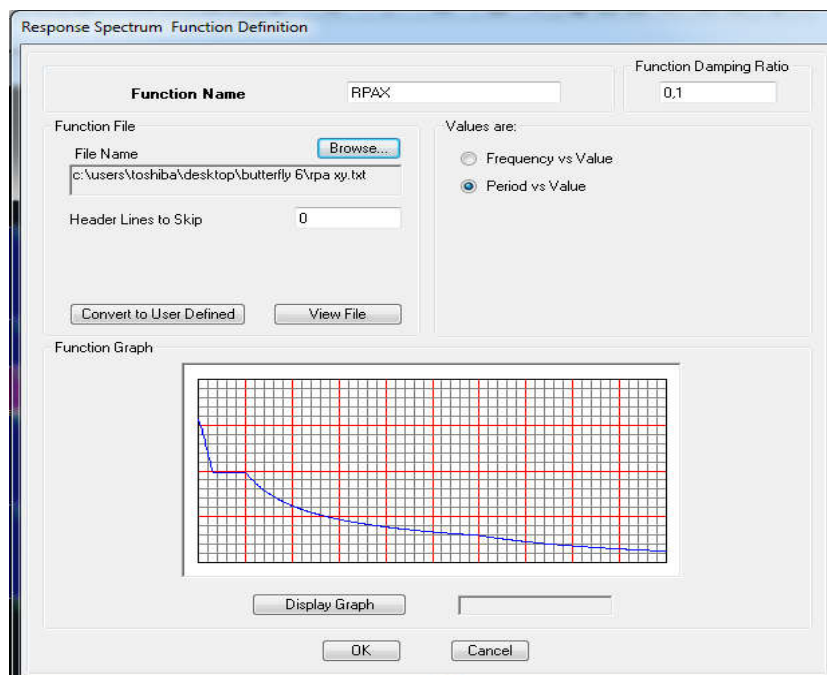 Response Spectrum Function Definition
Function Damping Ratio
Function Name
RPAX
0,1
Function File
Values are:
File Name
Browse...
Frequency vs Value
c:\users\toshiba\desktop\butterfly 6\rpa xy.txt
Period vs Value
Header Lines to Skip
0
Convert to User Defined
View File
Function Graph
Display Graph
OK
Cancel